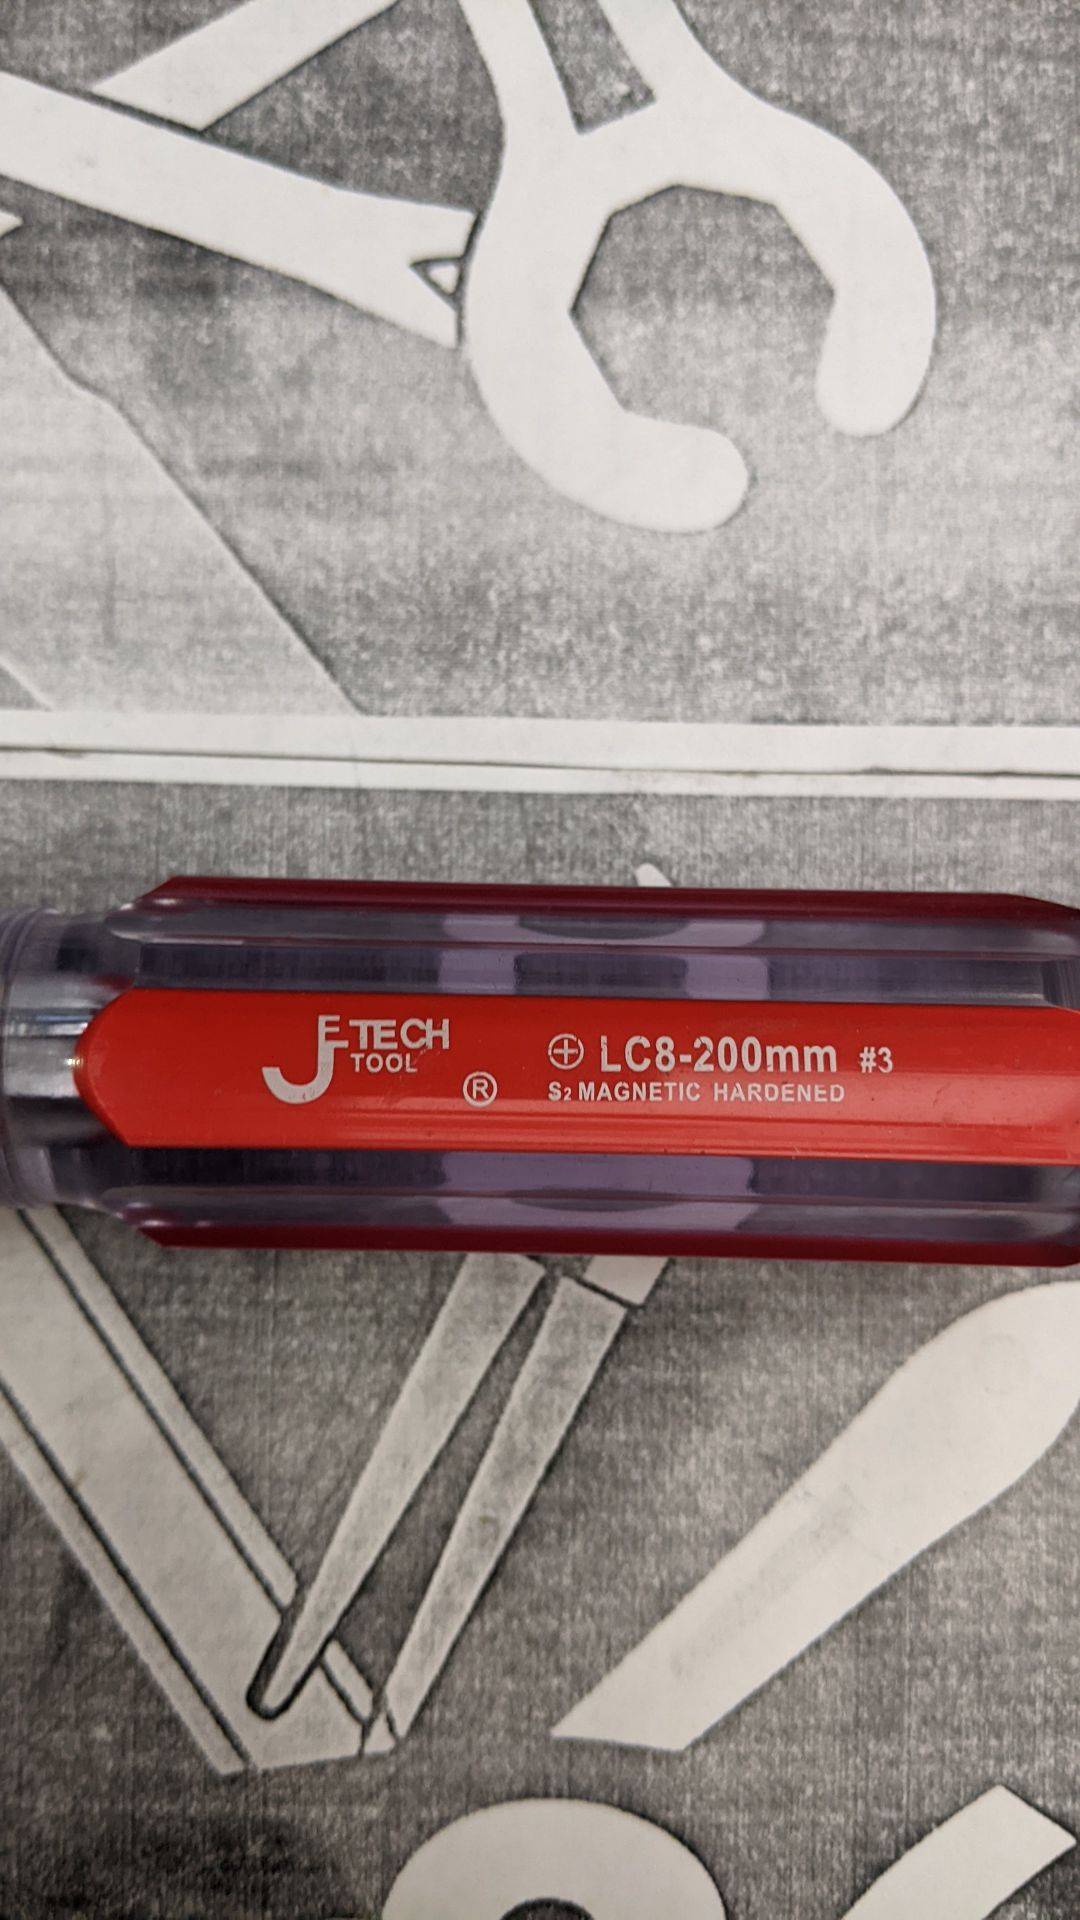 JETECH
TOOL
®
⊕ LC8-200mm #3
S2 MAGNETIC HARDENED